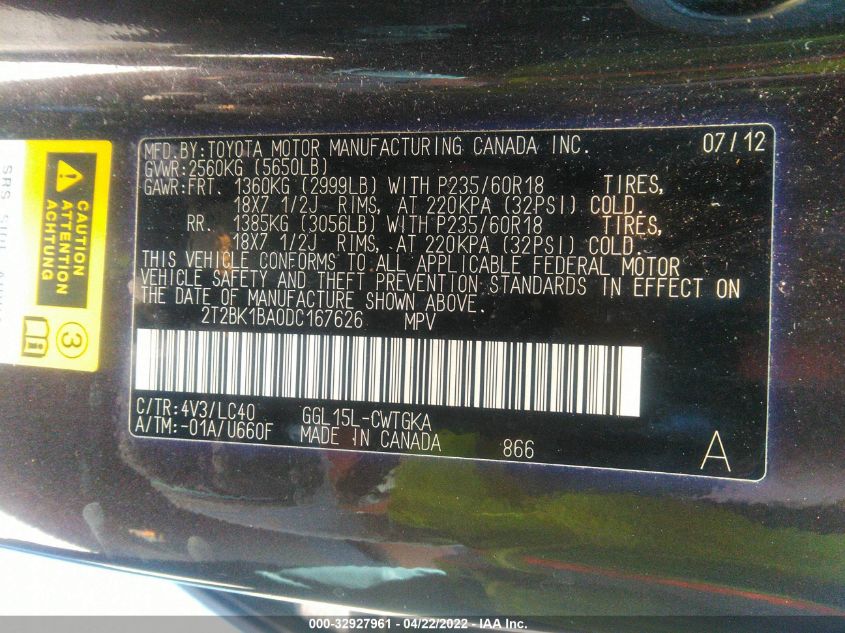 MFD.BY:TOYOTA MOTOR MANUFACTURING CANADA INC. 07/12
GVWR:2560KG (5650LB)
GAWR:FRT. 1360KG (2999LB) WITH P235/60R18 TIRES,
18X7 1/2J RIMS, AT 220KPA (32PSI) COLD.
RR. 1385KG (3056LB) WITH P235/60R18 TIRES,
18X7 1/2J RIMS, AT 220KPA (32PSI) COLD.
THIS VEHICLE CONFORMS TO ALL APPLICABLE FEDERAL MOTOR
VEHICLE SAFETY AND THEFT PREVENTION STANDARDS IN EFFECT ON
THE DATE OF MANUFACTURE SHOWN ABOVE.
2T2BK1BA0DC167626 MPV
C/TR:4V3/LC40 GGL15L-CWTGKA
A/TM:-01A/U660F MADE IN CANADA 866 A
CAUTION
ATTENTION
ACHTUNG
3
SRS
000-32927961 - 04/22/2022 - IAA Inc.